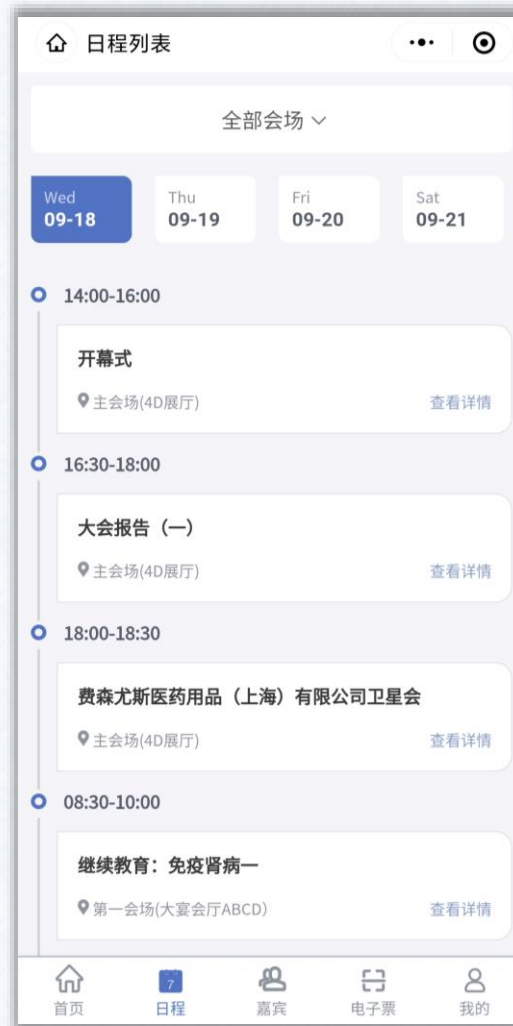 日程列表
全部会场
Wed Thu Fri Sat
09-18 09-19 09-20 09-21
14:00-16:00
开幕式
主会场(4D展厅) 查看详情
16:30-18:00
大会报告（一）
主会场(4D展厅) 查看详情
18:00-18:30
费森尤斯医药用品（上海）有限公司卫星会
主会场(4D展厅) 查看详情
08:30-10:00
继续教育：免疫肾病一
第一会场(大宴会厅ABCD） 查看详情
7
首页 日程 嘉宾 电子票 我的